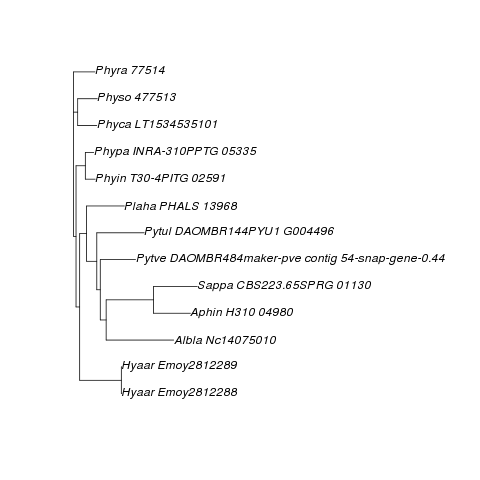 Phyra 77514
Physo 477513
Phyca LT1534535101
Phypa INRA-310PPTG 05335
Phyin T30-4PITG 02591
Plaha PHALS 13968
Pytul DAOMBR144PYU1 G004496
Pytve DAOMBR484maker-pve contig 54-snap-gene-0.44
Sappa CBS223.65SPRG 01130
Aphin H310 04980
Albla Nc14075010
Hyaar Emoy2812289
Hyaar Emoy2812288